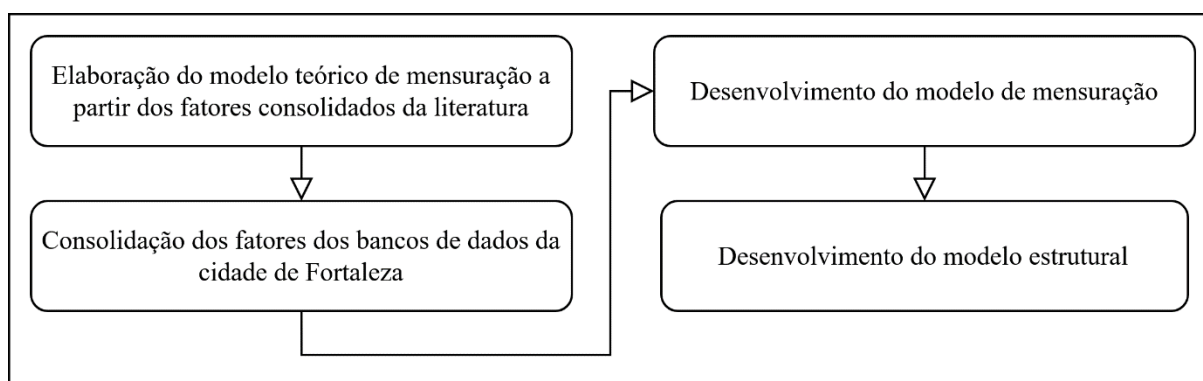 Elaboração do modelo teórico de mensuração a
partir dos fatores consolidados da literatura
Consolidação dos fatores dos bancos de dados da
cidade de Fortaleza
Desenvolvimento do modelo de mensuração
Desenvolvimento do modelo estrutural